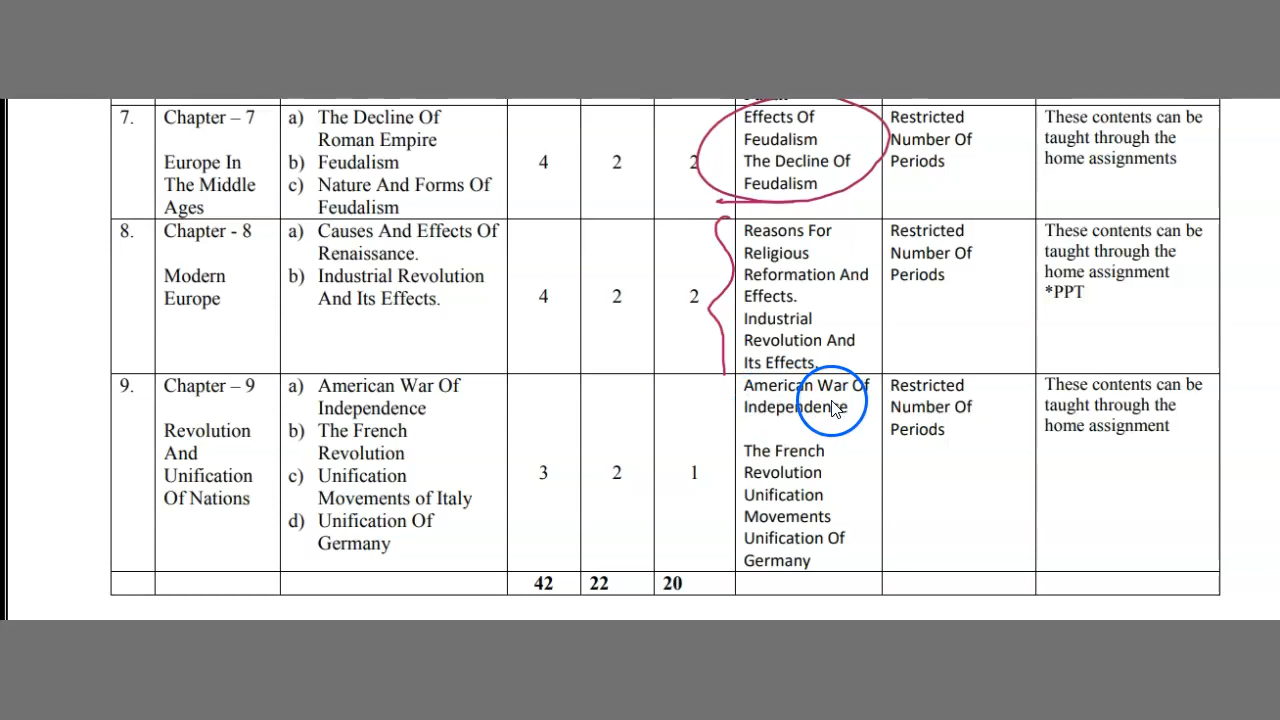 7.
Chapter – 7
Europe In
The Middle
Ages
a) The Decline Of
Roman Empire
b) Feudalism
c) Nature And Forms Of
Feudalism
4
2
2
Effects Of
Feudalism
The Decline Of
Feudalism
Restricted
Number Of
Periods
These contents can be
taught through the
home assignments
8.
Chapter - 8
Modern
Europe
a) Causes And Effects Of
Renaissance.
b) Industrial Revolution
And Its Effects.
4
2
2
Reasons For
Religious
Reformation And
Effects.
Industrial
Revolution And
Its Effects.
Restricted
Number Of
Periods
These contents can be
taught through the
home assignment
*PPT
9.
Chapter – 9
Revolution
And
Unification
Of Nations
a) American War Of
Independence
b) The French
Revolution
c) Unification
Movements of Italy
d) Unification Of
Germany
3
2
1
American War Of
Independence
The French
Revolution
Unification
Movements
Unification Of
Germany
Restricted
Number Of
Periods
These contents can be
taught through the
home assignment
42
22
20